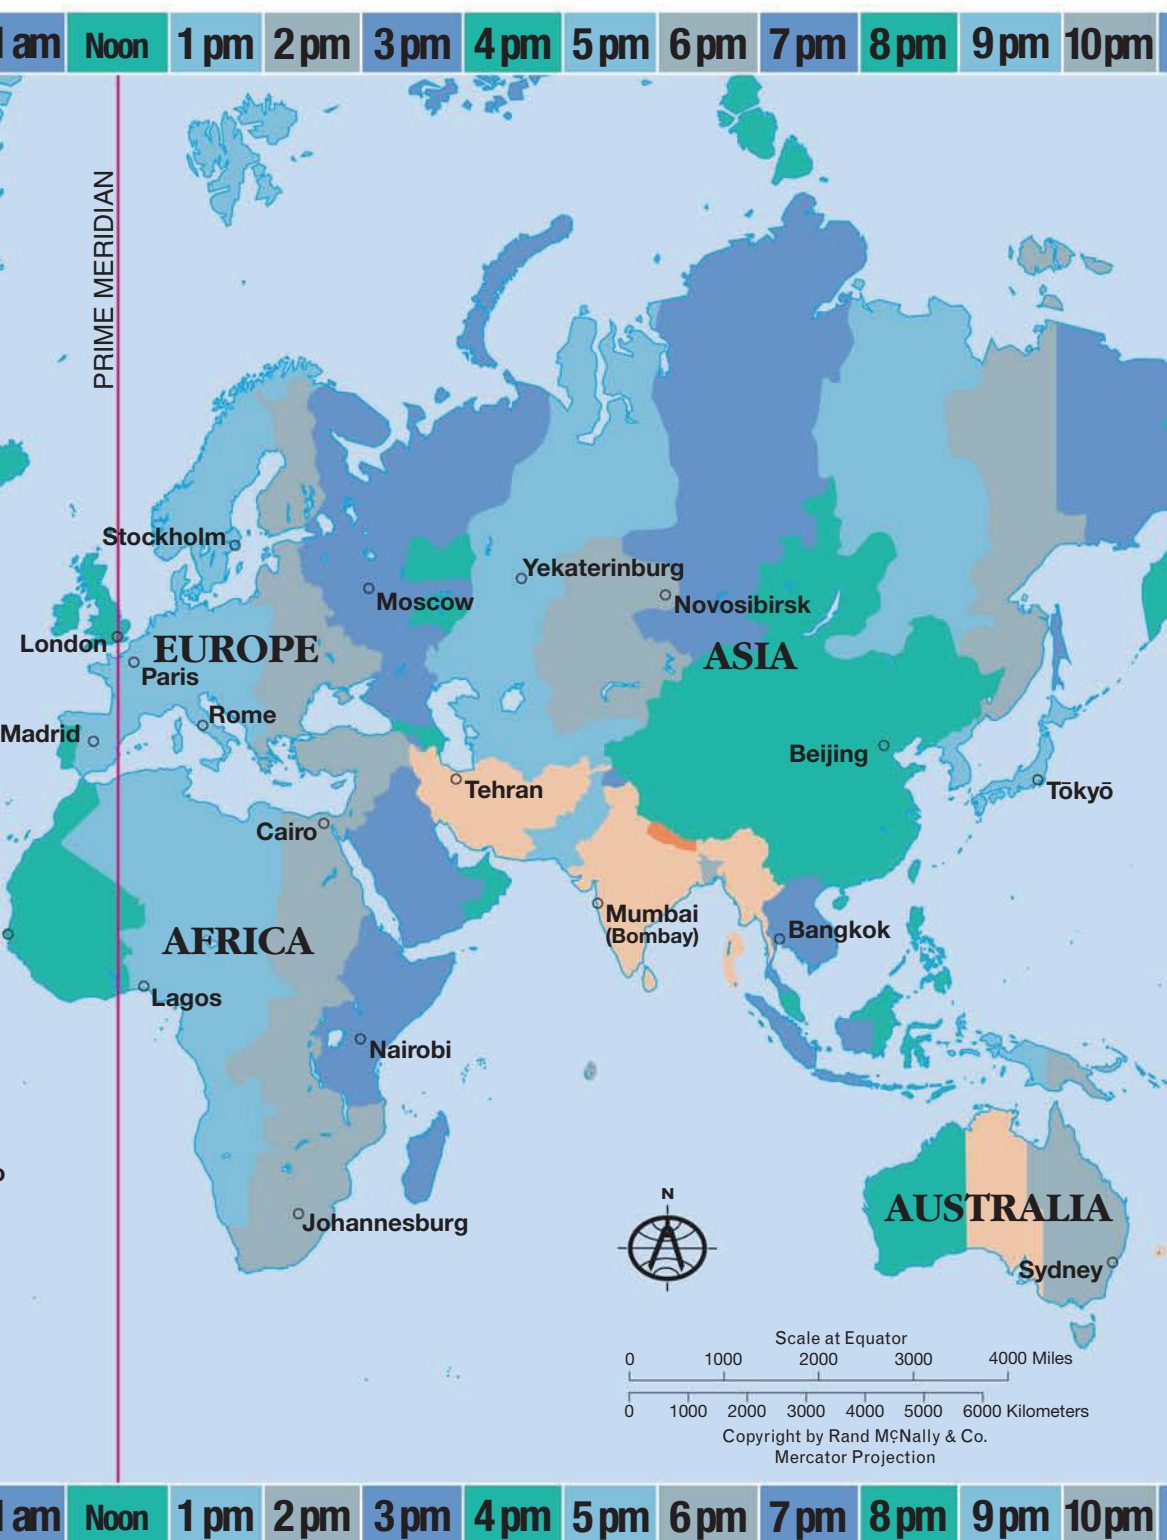 1 am Noon 1 pm 2 pm 3 pm 4 pm 5 pm 6 pm 7 pm 8 pm 9 pm 10 pm
PRIME MERIDIAN
Stockholm
Yekaterinburg
Moscow
Novosibirsk
London
EUROPE
ASIA
Paris
Rome
Madrid
Beijing
Tehran
Tōkyō
Cairo
Mumbai
(Bombay)
Bangkok
AFRICA
Lagos
Nairobi
o
N
AUSTRALIA
Johannesburg
Sydney
Scale at Equator
0 1000 2000 3000 4000 Miles
0 1000 2000 3000 4000 5000 6000 Kilometers
Copyright by Rand McNally & Co.
Mercator Projection
1 am Noon 1 pm 2 pm 3 pm 4 pm 5 pm 6 pm 7 pm 8 pm 9 pm 10 pm